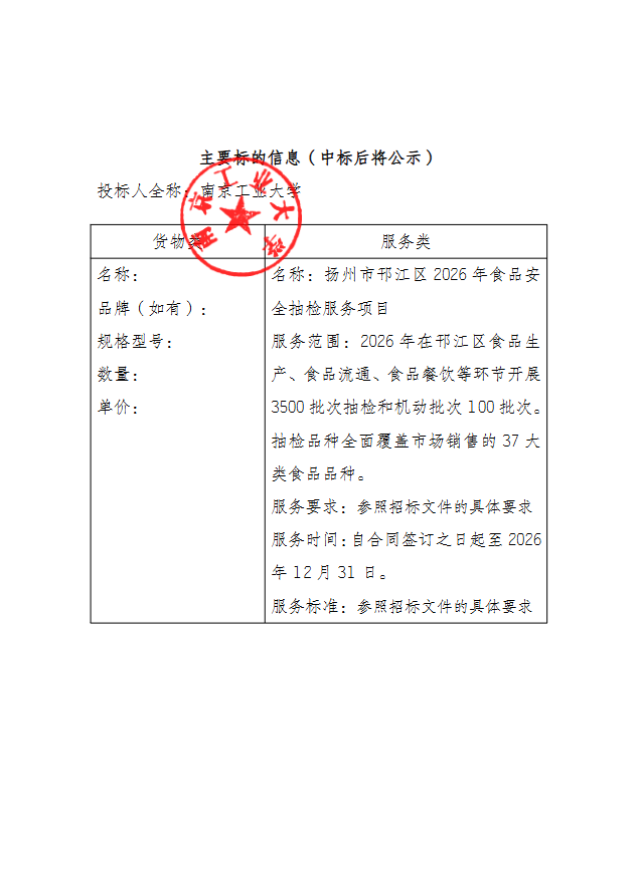 主要标的信息（中标后将公示）
投标人全称：南京工业大学
南京工业大学
货物类
服务类
名称：
品牌（如有）：
规格型号：
数量：
单价：
名称：扬州市邗江区 2026 年食品安
全抽检服务项目
服务范围：2026 年在邗江区食品生
产、食品流通、食品餐饮等环节开展
3500 批次抽检和机动批次 100 批次。
抽检品种全面覆盖市场销售的 37 大
类食品品种。
服务要求：参照招标文件的具体要求
服务时间：自合同签订之日起至 2026
年 12 月 31 日。
服务标准：参照招标文件的具体要求